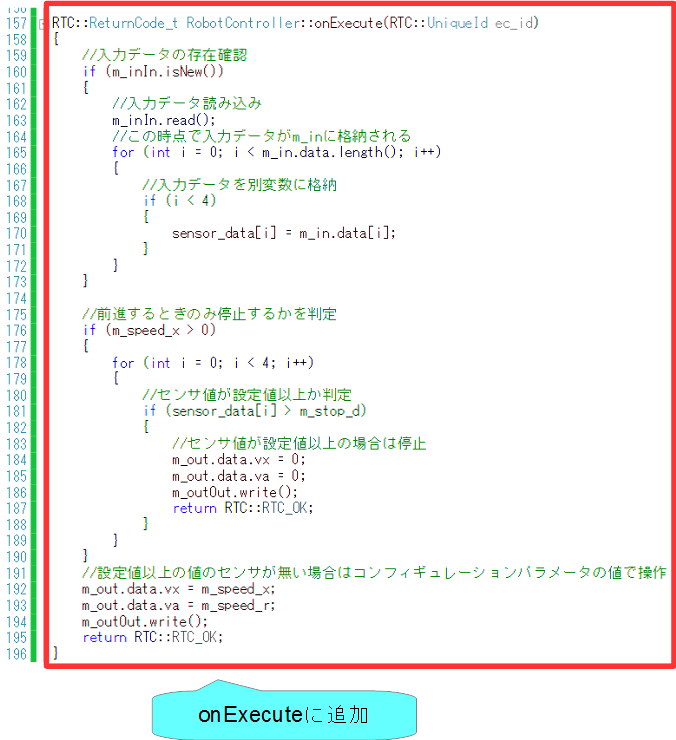 156
157 RTC::ReturnCode_t RobotController::onExecute(RTC::UniqueId ec_id)
158 {
159     //入力データの存在確認
160     if (m_inIn.isNew())
161     {
162         //入力データ読み込み
163         m_inIn.read();
164         //この時点で入力データがm_inに格納される
165         for (int i = 0; i < m_in.data.length(); i++)
166         {
167             //入力データを別変数に格納
168             if (i < 4)
169             {
170                 sensor_data[i] = m_in.data[i];
171             }
172         }
173     }
174
175     //前進するときのみ停止するかを判定
176     if (m_speed_x > 0)
177     {
178         for (int i = 0; i < 4; i++)
179         {
180             //センサ値が設定値以上か判定
181             if (sensor_data[i] > m_stop_d)
182             {
183                 //センサ値が設定値以上の場合は停止
184                 m_out.data.vx = 0;
185                 m_out.data.va = 0;
186                 m_outOut.write();
187                 return RTC::RTC_OK;
188             }
189         }
190     }
191     //設定値以上の値のセンサが無い場合はコンフィギュレーションパラメータの値で操作
192     m_out.data.vx = m_speed_x;
193     m_out.data.va = m_speed_r;
194     m_outOut.write();
195     return RTC::RTC_OK;
196 }
onExecuteに追加